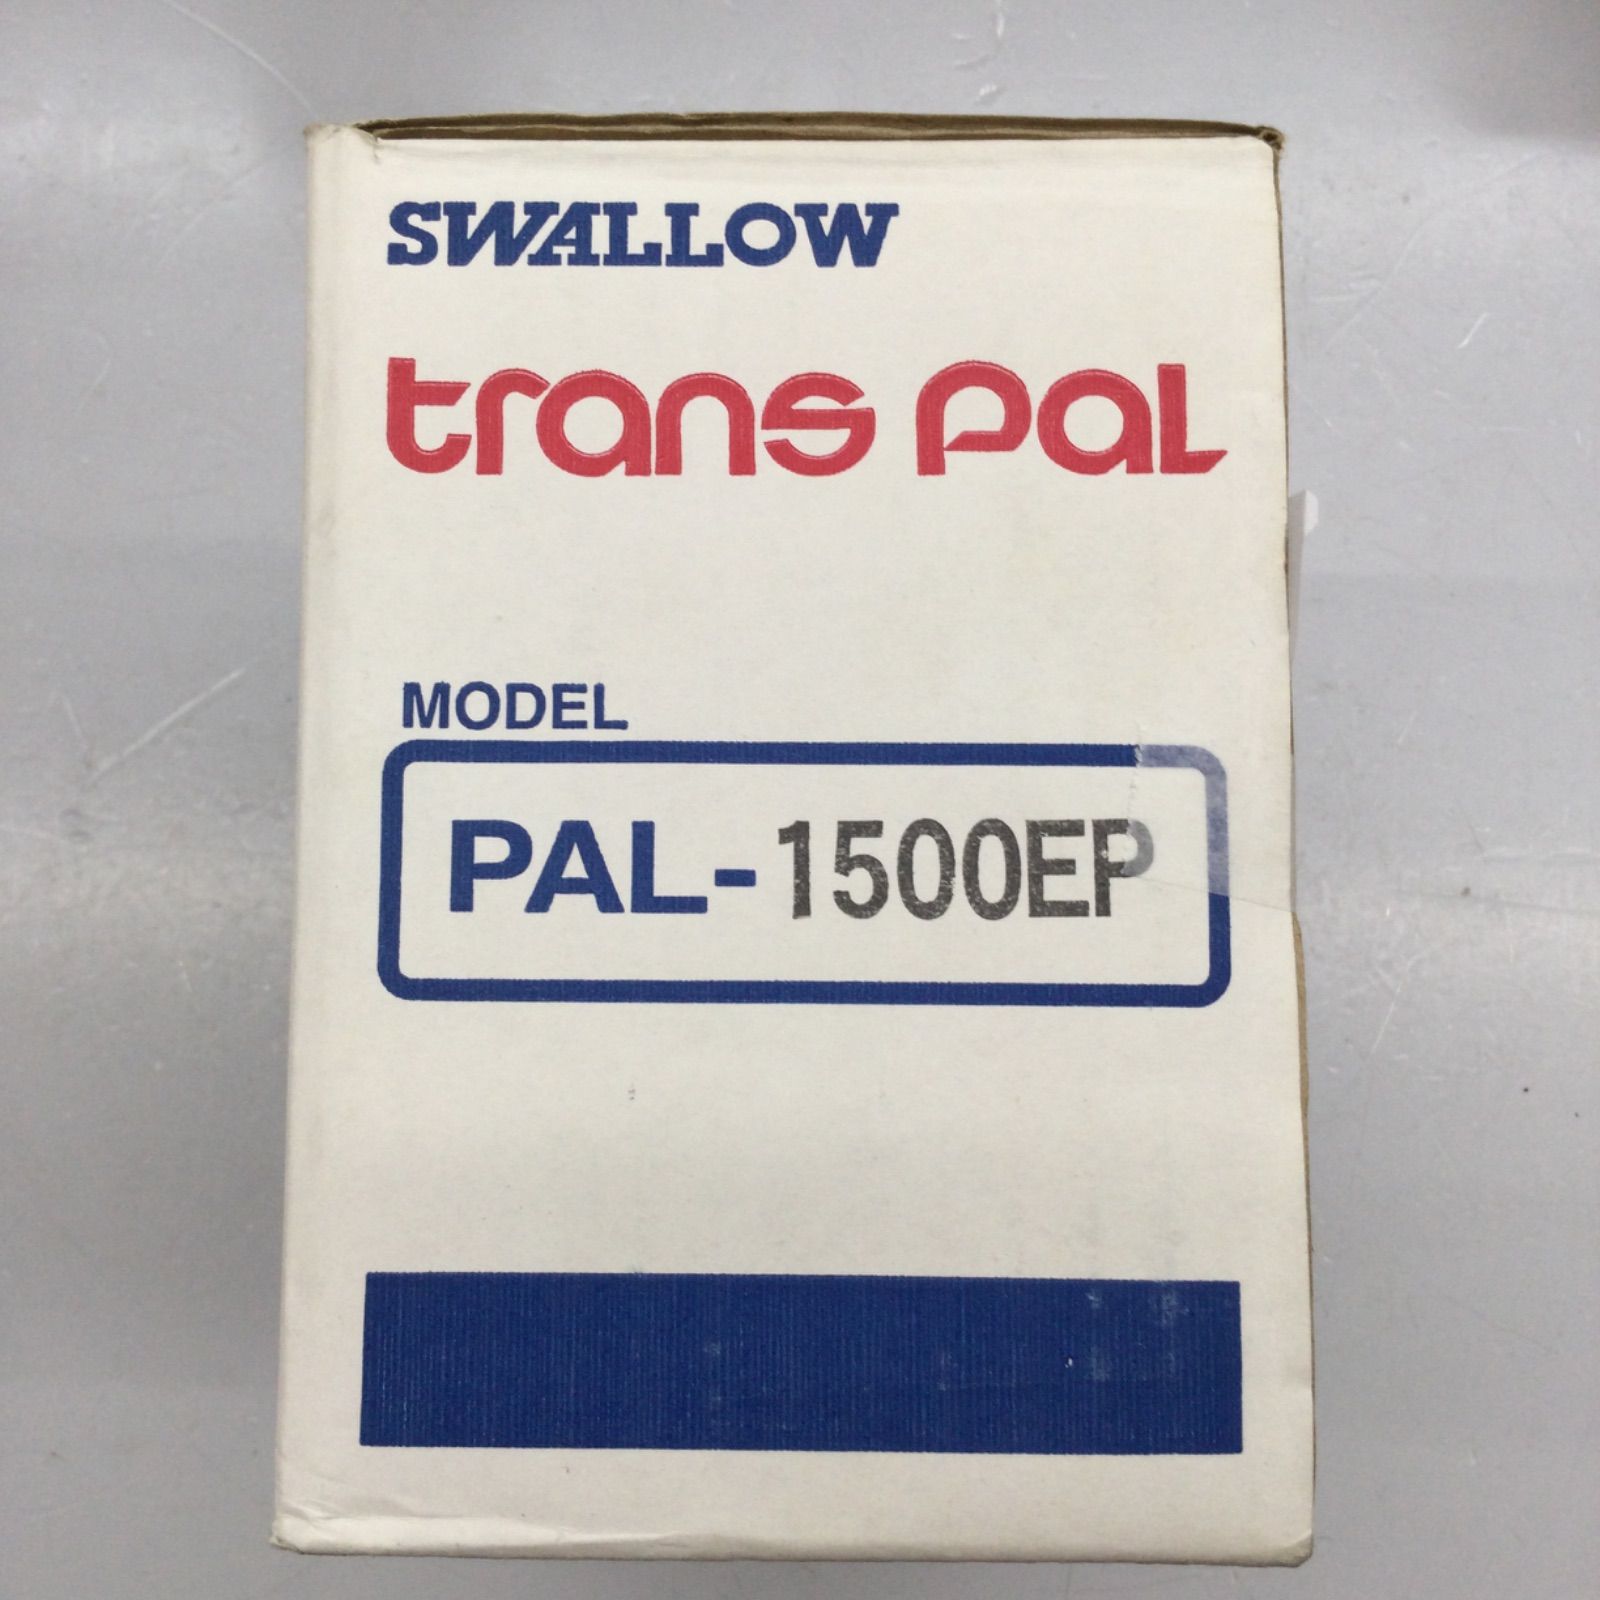 SWALLOW
trans pal
MODEL
PAL-1500EP